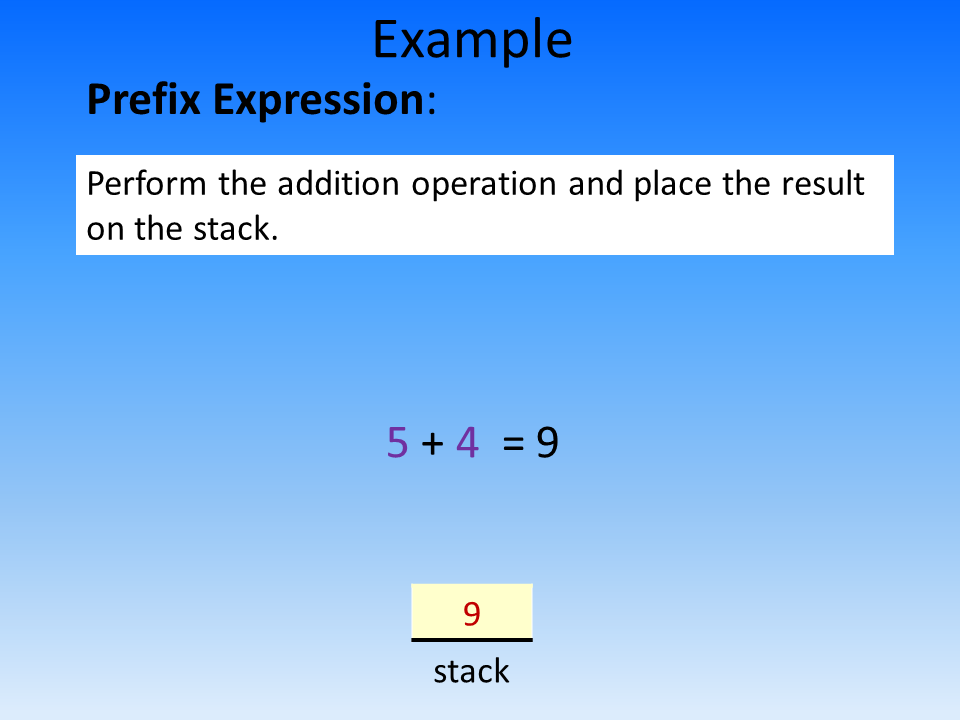 Example
Prefix Expression:
Perform the addition operation and place the result
on the stack.
5 + 4 = 9
9
stack